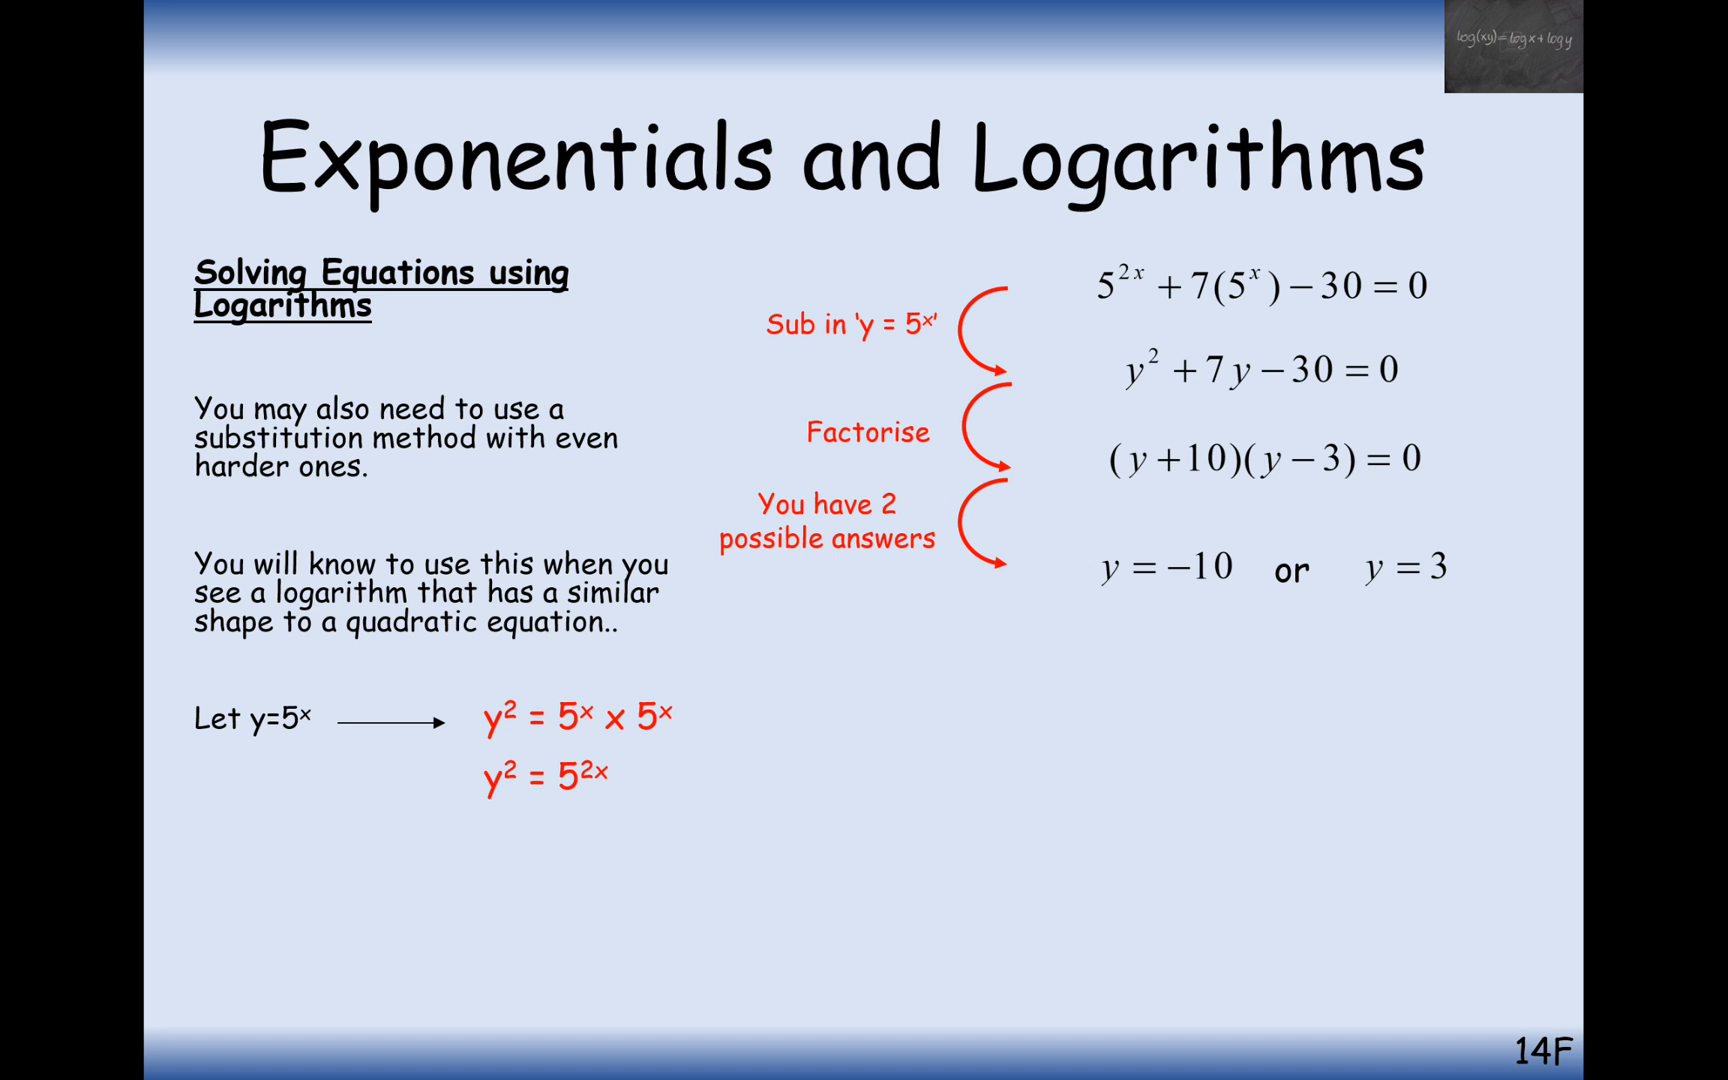 log(xy)=logx+logy
Exponentials and Logarithms
Solving Equations using
Logarithms
You may also need to use a
substitution method with even
harder ones.
You will know to use this when you
see a logarithm that has a similar
shape to a quadratic equation..
Let y=5ˣ
y² = 5ˣ x 5ˣ
y² = 5²ˣ
5²ˣ + 7(5ˣ) − 30 = 0
Sub in ‘y = 5ˣ’
y² + 7y − 30 = 0
Factorise
(y + 10)(y − 3) = 0
You have 2
possible answers
y = −10 or y = 3
14F